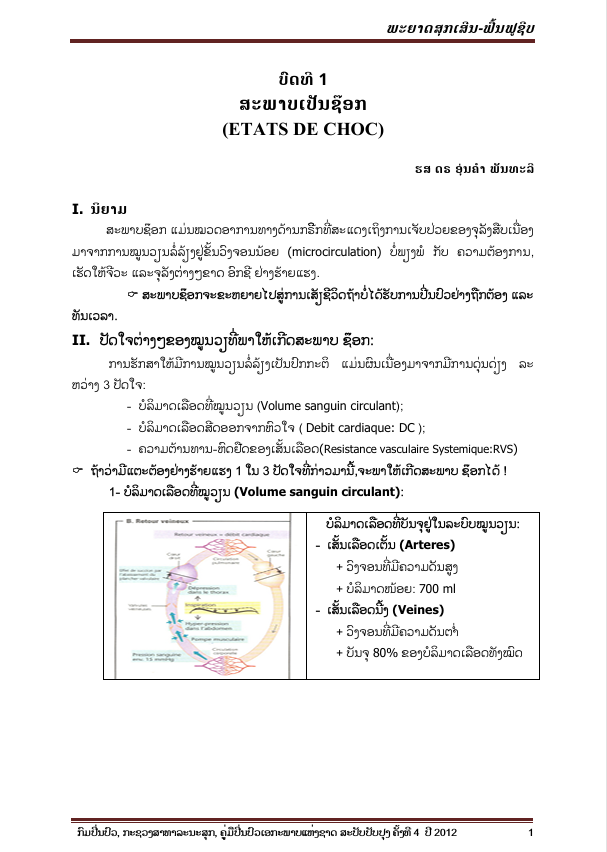 ພະຍາດສຸກເສີນ-ຟື້ນຟູຊີບ
ບົດທີ 1
ສະພາບເປັນຊ໊ອກ
(ETATS DE CHOC)
ຮສ ດຣ ອຸ່ນຄຳ ພັນທະລີ
I. ນິຍາມ
ສະພາບຊ໊ອກ ແມ່ນໝວດອາການທາງດ້ານກຣີກທີ່ສະແດງເຖິງການເຈັບປ່ວຍຂອງຈຸລັງສືບເນື່ອງ
ມາຈາກການໝູນວຽນລໍ່ລ້ຽງຢູ່ຂັ້ນວົງຈອນນ້ອຍ (microcirculation) ບໍ່ພຽງພໍ ກັບ ຄວາມຕ້ອງການ,
ເຮັດໃຫ້ຈີວະ ແລະຈຸລັງຕ່າງໆຂາດ ອົກຊີ ຢ່າງຮ້າຍແຮງ.
☞ ສະພາບຊ໊ອກຈະຂະຫຍາຍໄປສູ່ການເສັຽຊີວິດຖ້າບໍ່ໄດ້ຮັບການປິ່ນປົວຢ່າງຖືກຕ້ອງ ແລະ
ທັນເວລາ.
II. ປັດໃຈຕ່າງໆຂອງໝູນວຽທີ່ພາໃຫ້ເກີດສະພາບ ຊ໊ອກ:
ການຮັກສາໃຫ້ມີການໝູນວຽນລໍ່ລ້ຽງເປັນປົກກະຕິ ແມ່ນຜົນເນື່ອງມາຈາກມີການດຸ່ນດ່ຽງ ລະ
ຫວ່າງ 3 ປັດໃຈ:
- ບໍລິມາດເລືອດທີ່ໝູນວຽນ (Volume sanguin circulant);
- ບໍລິມາດເລືອດສີດອອກຈາກຫົວໃຈ ( Debit cardiaque: DC );
- ຄວາມຕ້ານທານ-ຫົດຢືດຂອງເສັ້ນເລືອດ(Resistance vasculaire Systemique:RVS)
☞ ຖ້າວ່າມີແຕະຕ້ອງຢ່າງຮ້າຍແຮງ 1 ໃນ 3 ປັດໃຈທີ່ກ່າວມານີ້,ຈະພາໃຫ້ເກີດສະພາບ ຊ໊ອກໄດ້ !
1- ບໍລິມາດເລືອດທີ່ໝູວຽນ (Volume sanguin circulant):
B. Retour veineux
Retour veineux = débit cardiaque
Cœur droit
Circulation pulmonaire
Cœur gauche
Effet de succion par l'abaissement du plancher valvulaire
Dépression dans le thorax
Valvules veineuses
Inspiration
Hyper-pression dans l'abdomen
Pompe musculaire
Pression sanguine env. 15 mmHg
Circulation corporelle
ບໍລິມາດເລືອດທີ່ບັນຈຸຢູ່ໃນລະບົບໝູນວຽນ:
- ເສັ້ນເລືອດເຕັ້ນ (Arteres)
+ ວົງຈອນທີ່ມີຄວາມດັນສູງ
+ ບໍລິມາດໜ້ອຍ: 700 ml
- ເສັ້ນເລືອດນີ້ງ (Veines)
+ ວົງຈອນທີ່ມີຄວາມດັນຕ່ຳ
+ ບັນຈຸ 80% ຂອງບໍລິມາດເລືອດທັງໝົດ
ກົມປິ່ນປົວ, ກະຊວງສາທາລະນະສຸກ, ຄູ່ມືປິ່ນປົວເອກະພາບແຫ່ງຊາດ ສະບັບປັບປຸງ ຄັ້ງທີ 4 ປີ 2012 1